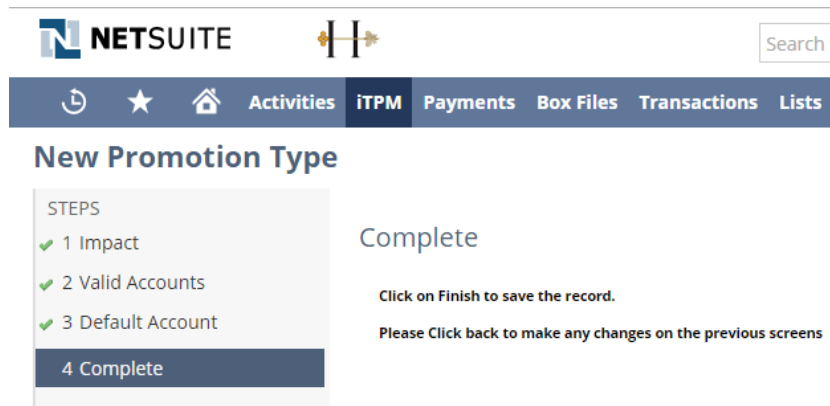 NETSUITE
H
Search
Activities iTPM Payments Box Files Transactions Lists
New Promotion Type
STEPS
1 Impact
2 Valid Accounts
3 Default Account
4 Complete
Complete
Click on Finish to save the record.
Please Click back to make any changes on the previous screens